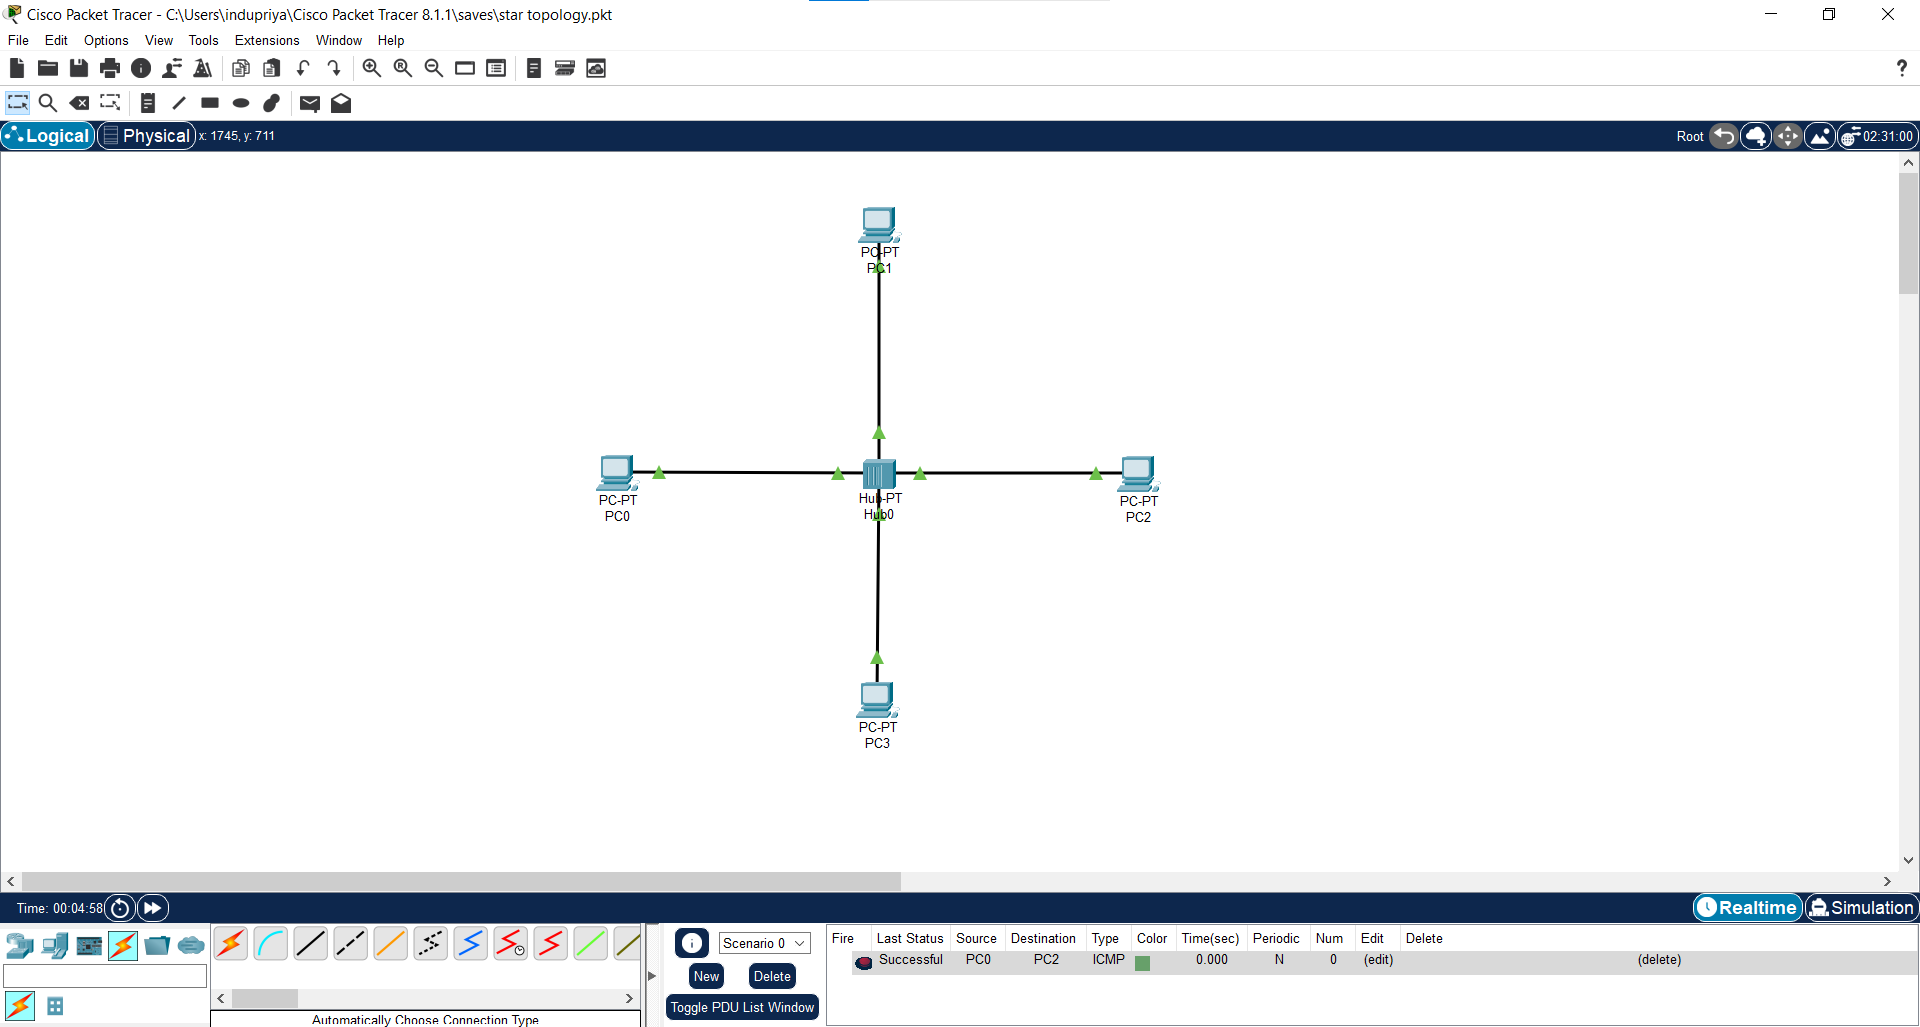 Cisco Packet Tracer - C:\Users\indupriya\Cisco Packet Tracer 8.1.1\saves\star topology.pkt
File Edit Options View Tools Extensions Window Help
?
Logical Physical x: 1745, y: 711 Root 02:31:00
PC-PT
PC1
PC-PT
PC0
Hub-PT
Hub0
PC-PT
PC2
PC-PT
PC3
Time: 00:04:58 Realtime Simulation
Scenario 0
New Delete
Toggle PDU List Window
Automatically Choose Connection Type
Fire Last Status Source Destination Type Color Time(sec) Periodic Num Edit Delete
Successful PC0 PC2 ICMP 0.000 N 0 (edit) (delete)